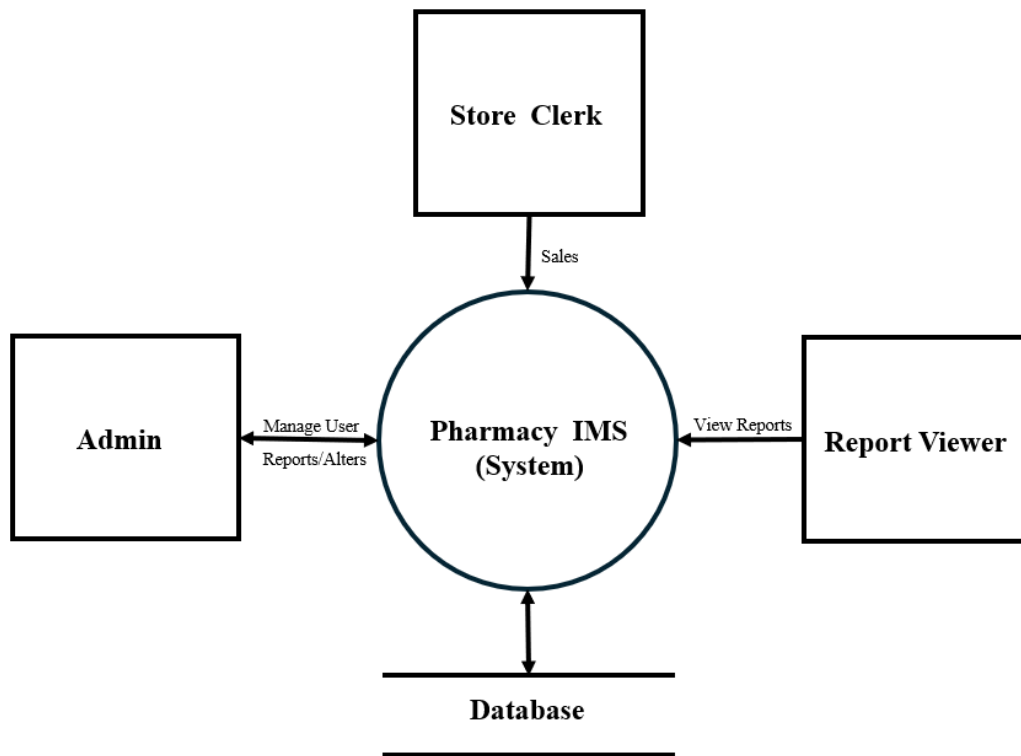 Store Clerk
Sales
Admin
Manage User
Reports/Alters
Pharmacy IMS
(System)
View Reports
Report Viewer
Database